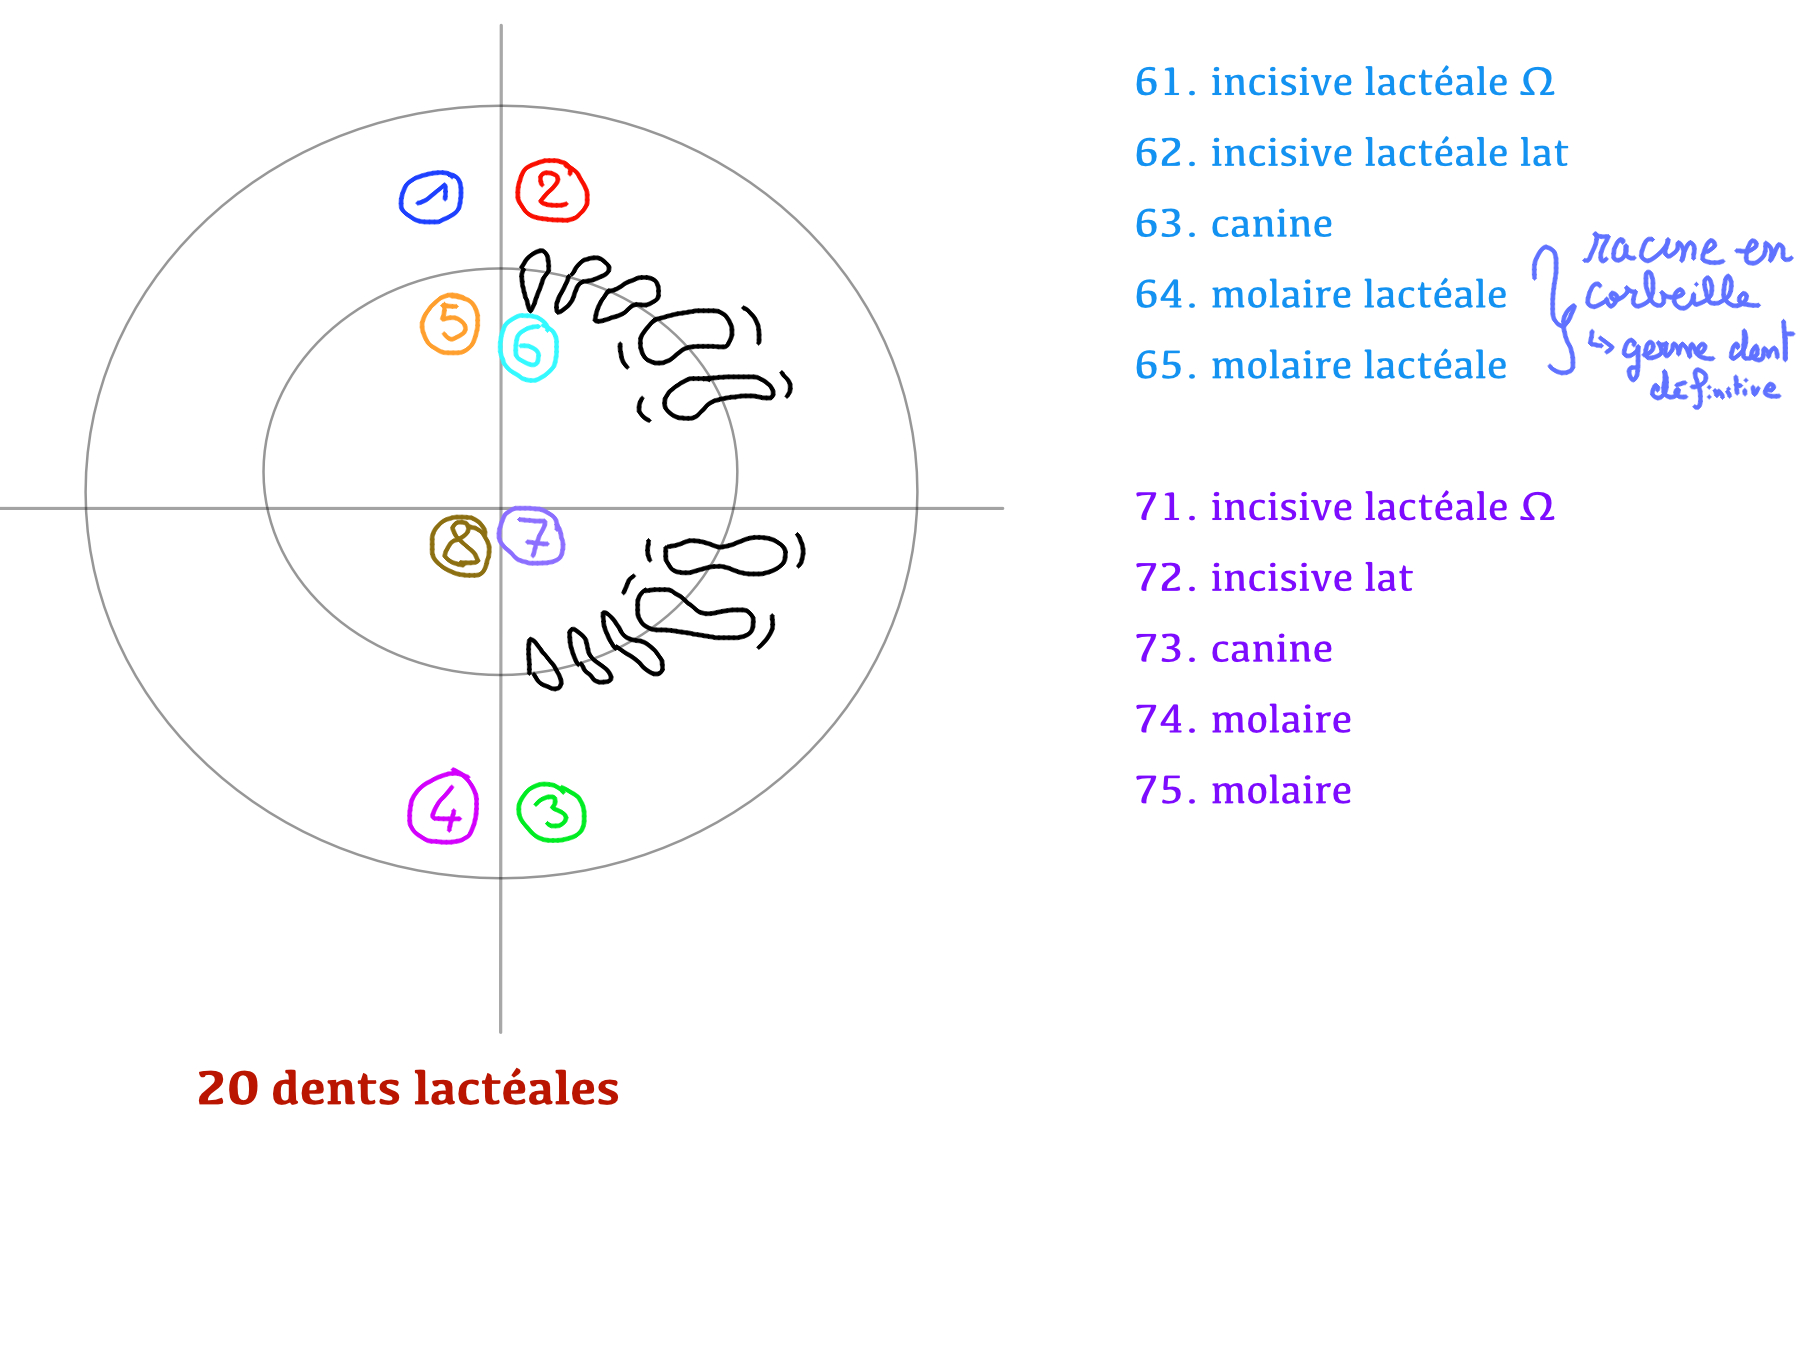 1
2
5
6
8
7
4
3
20 dents lactéales
61. incisive lactéale Ω
62. incisive lactéale lat
63. canine
64. molaire lactéale
65. molaire lactéale
racine en
corbeille
↳ germe dent
définitive
71. incisive lactéale Ω
72. incisive lat
73. canine
74. molaire
75. molaire